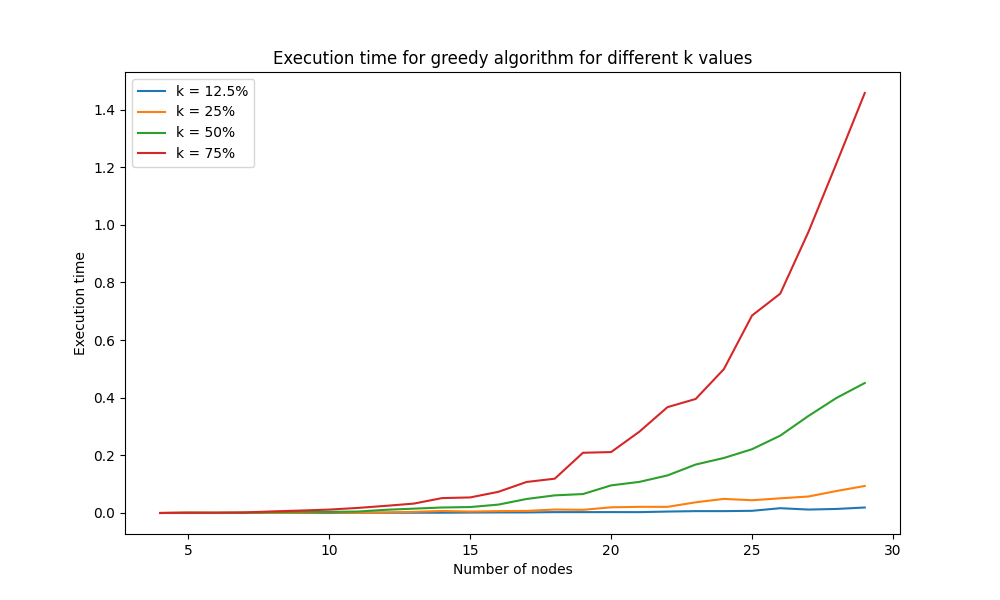 Execution time for greedy algorithm for different k values
k = 12.5%
k = 25%
k = 50%
k = 75%
Execution time
1.4
1.2
1.0
0.8
0.6
0.4
0.2
0.0
5 10 15 20 25 30
Number of nodes